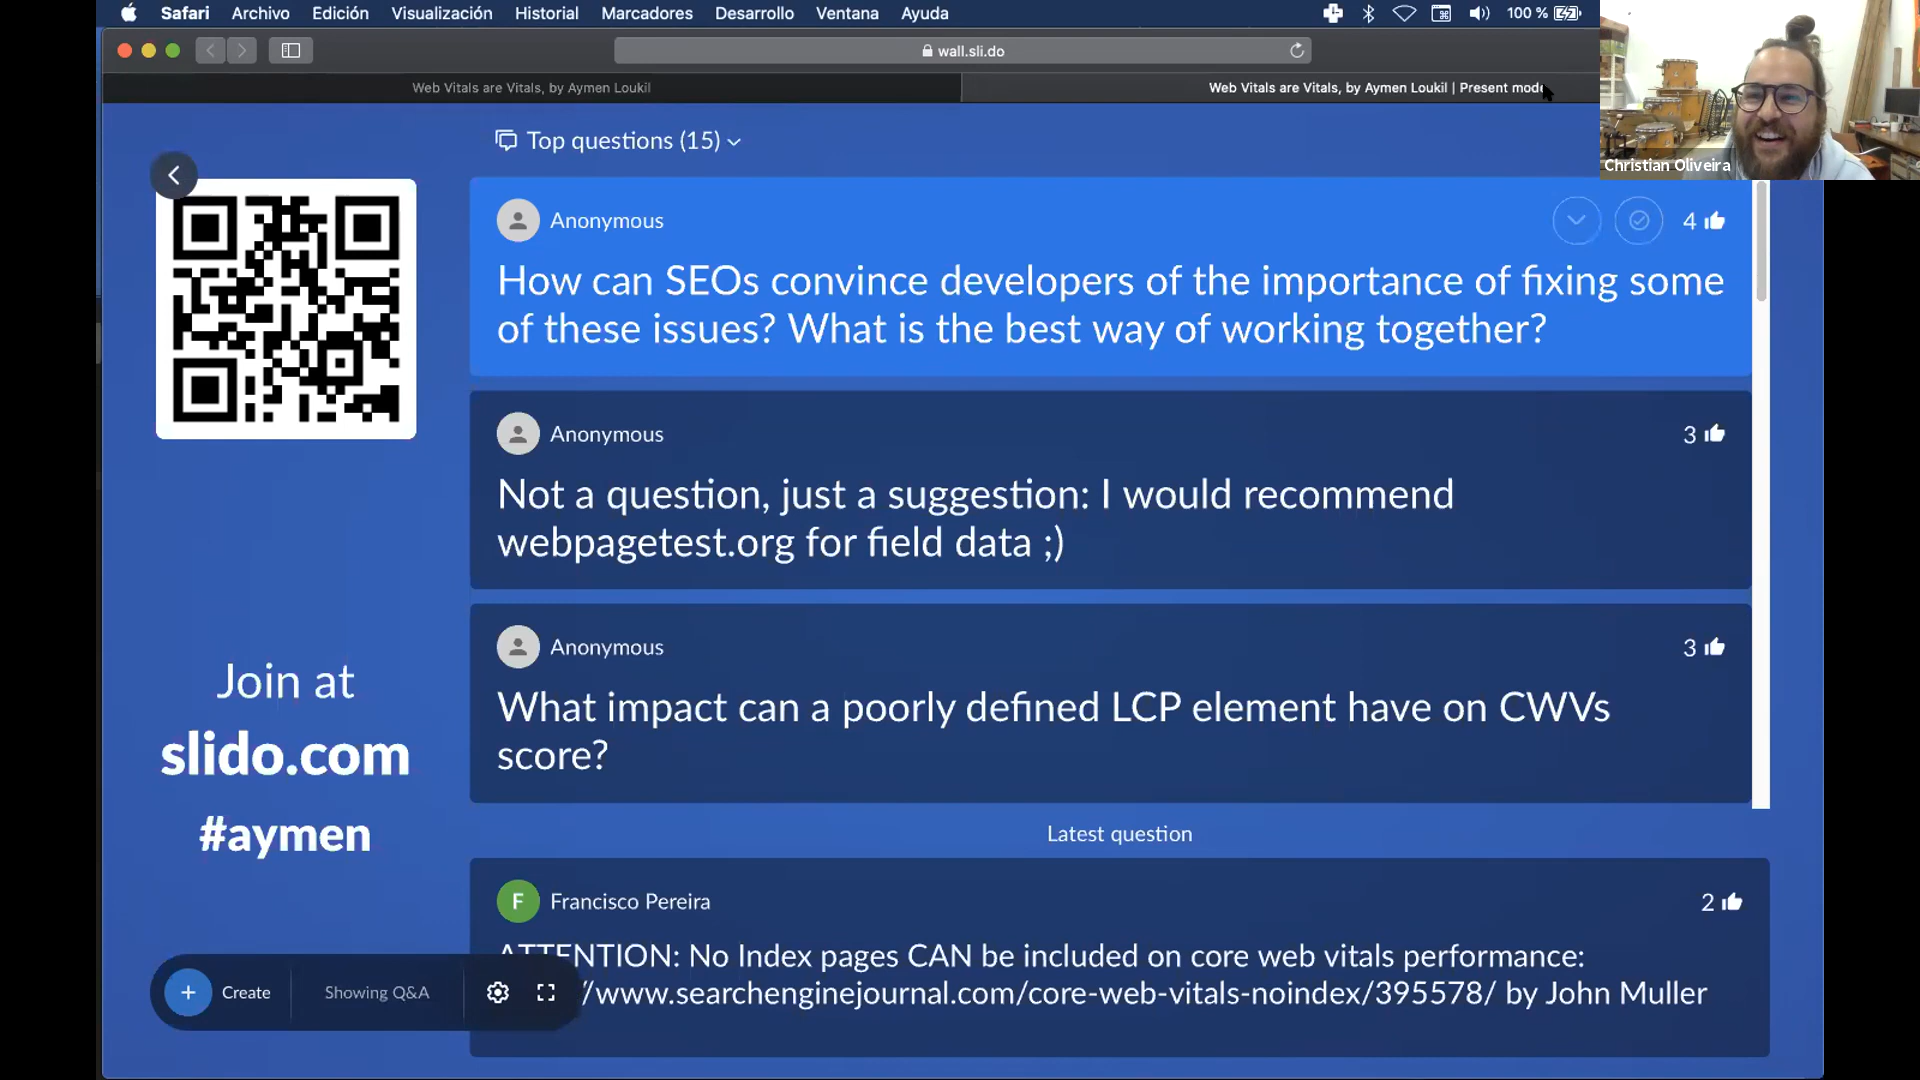 Safari Archivo Edición Visualización Historial Marcadores Desarrollo Ventana Ayuda 100 %
wall.sli.do
Web Vitals are Vitals, by Aymen Loukil
Web Vitals are Vitals, by Aymen Loukil | Present mode
Christian Oliveira
Top questions (15)
Anonymous
4
How can SEOs convince developers of the importance of fixing some
of these issues? What is the best way of working together?
Anonymous
3
Not a question, just a suggestion: I would recommend
webpagetest.org for field data ;)
Anonymous
3
What impact can a poorly defined LCP element have on CWVs
score?
Join at
slido.com
#aymen
Latest question
F Francisco Pereira
2
ATTENTION: No Index pages CAN be included on core web vitals performance:
//www.searchenginejournal.com/core-web-vitals-noindex/395578/ by John Muller
+ Create Showing Q&A